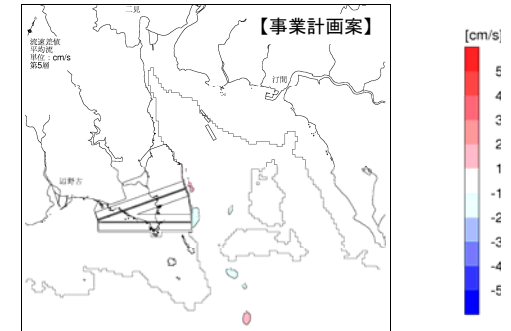 二見
【事業計画案】
流速差値
平均流
単位：cm/s
第5層
汀間
辺野古
[cm/s]
5
4
3
2
1
-1
-2
-3
-4
-5